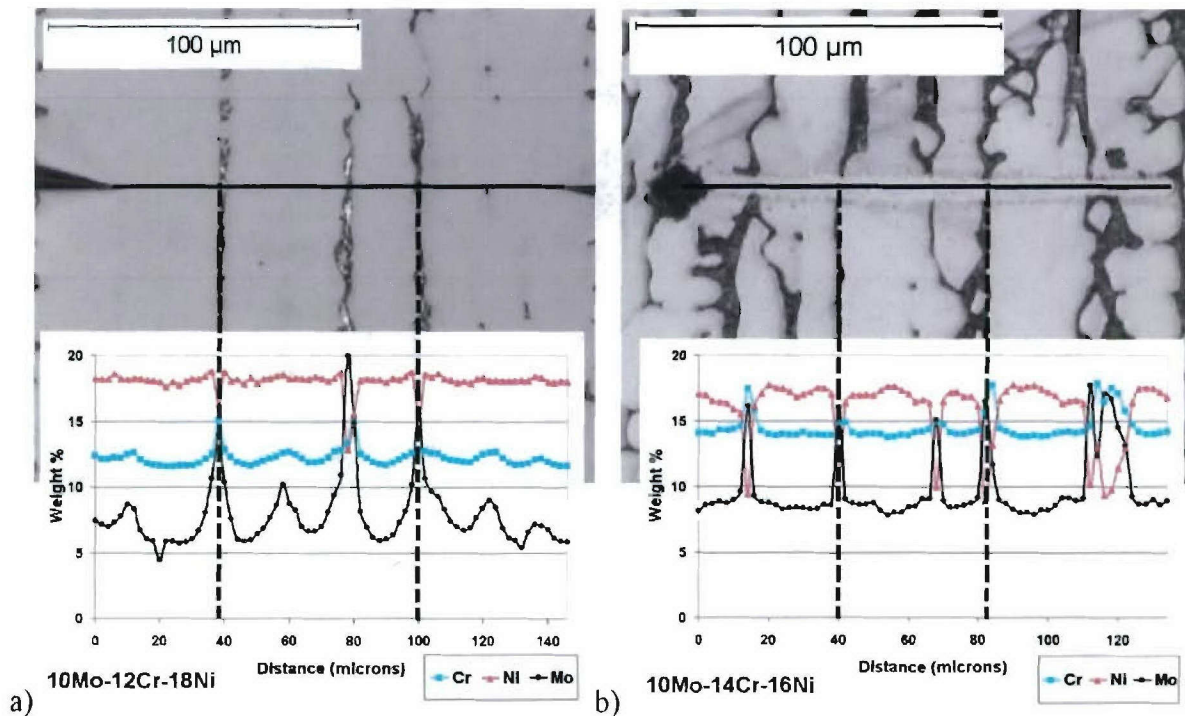 100 µm
20
15
10
5
0
Weight %
0 20 40 60 80 100 120 140
Distance (microns)
10Mo-12Cr-18Ni
Cr Ni Mo
a)
100 µm
20
15
10
5
0
Weight %
0 20 40 60 80 100 120
Distance (microns)
10Mo-14Cr-16Ni
Cr Ni Mo
b)